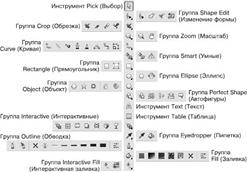 Инструмент Pick (Выбор)
Группа Crop (Обрезка)
Группа
Curve (Кривая)
Группа
Rectangle (Прямоугольник)
Группа
Object (Объект)
Группа Interactive (Интерактивные)
Группа Outline (Обводка)
Группа Interactive Fill
(Интерактивная заливка)
Группа Shape Edit
(Изменение формы)
Группа Zoom (Масштаб)
Группа Smart (Умные)
Группа Ellipse (Эллипс)
Группа Perfect Shape
(Автофигуры)
Инструмент Text (Текст)
Инструмент Table (Таблица)
Группа Eyedropper (Пипетка)
Группа
Fill (Заливка)